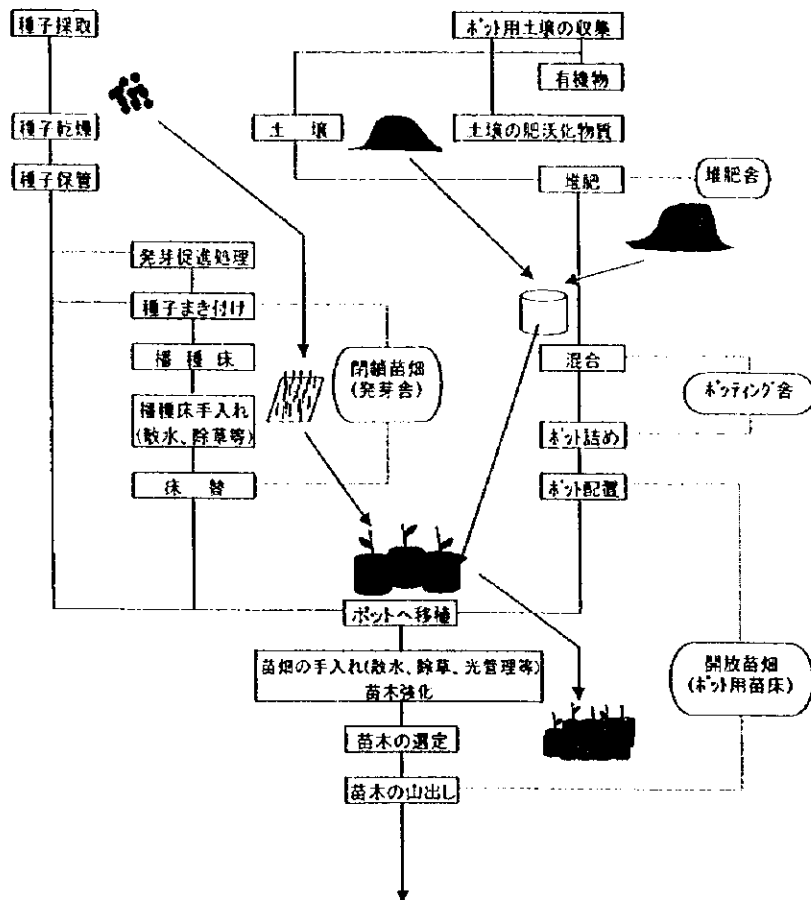 種子採取
ポット用土壌の収集
有機物
種子乾燥
土 壌
土壌の肥沃化物質
種子保管
堆肥
堆肥舎
発芽促進処理
種子まき付け
播 種 床
閉鎖苗畑
(発芽舎)
混合
ポッティング舎
播種床手入れ
(散水、除草等)
ポット詰め
床 替
ポット配置
ポットへ移植
苗畑の手入れ(散水、除草、光管理等)
苗木強化
開放苗畑
(ポット用苗床)
苗木の選定
苗木の山出し